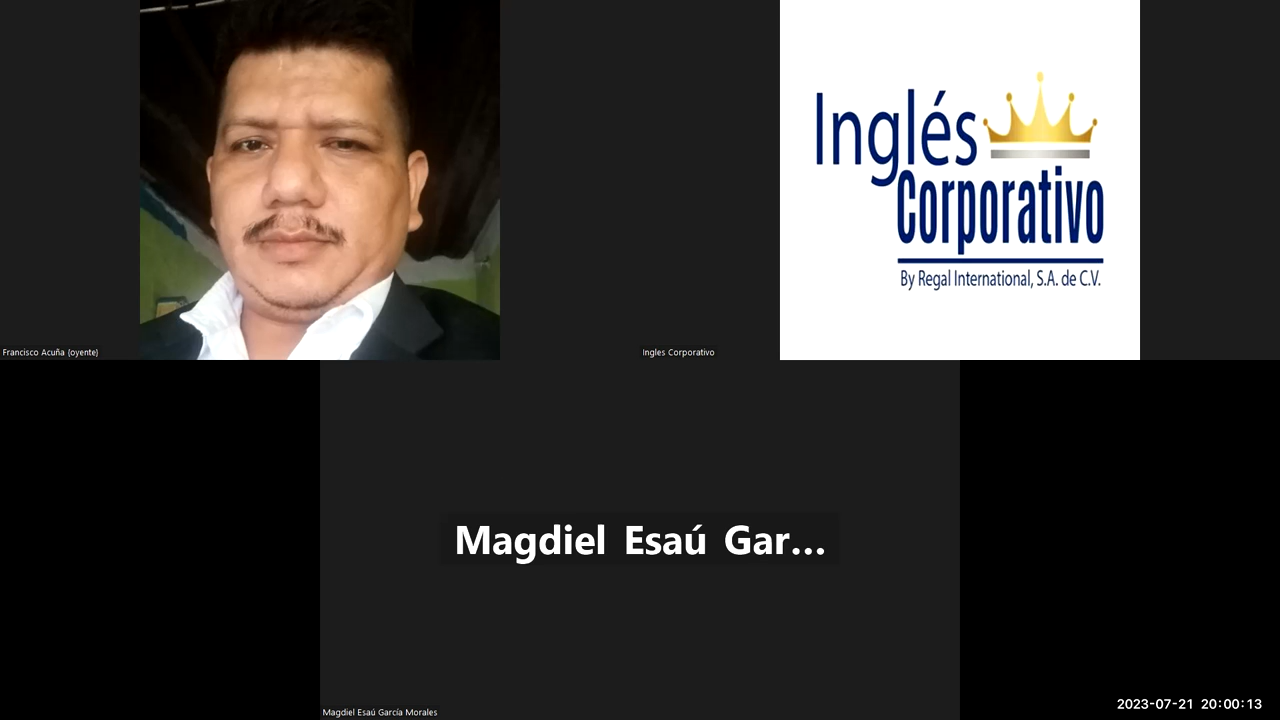 Inglés
Corporativo
By Regal International, S.A. de C.V.
Francisco Acuña (oyente)
Ingles Corporativo
Magdiel Esaú Gar...
Magdiel Esaú García Morales
2023-07-21 20:00:13